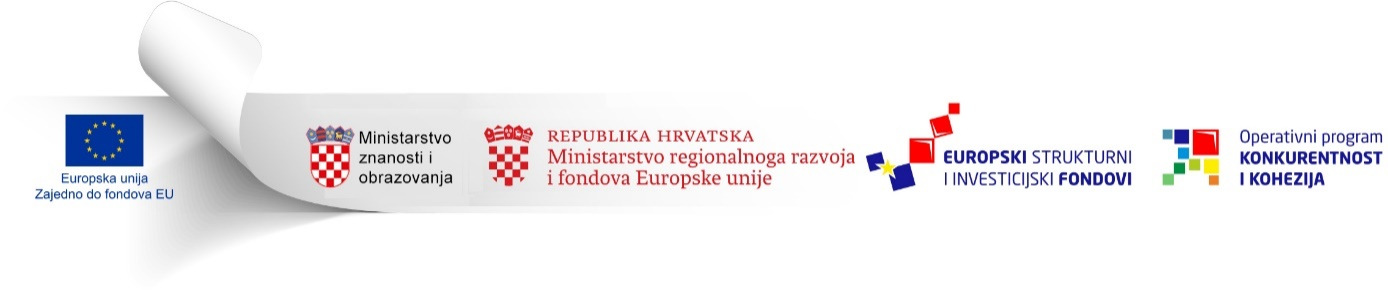 Europska unija
Zajedno do fondova EU
Ministarstvo
znanosti i
obrazovanja
REPUBLIKA HRVATSKA
Ministarstvo regionalnoga razvoja
i fondova Europske unije
EUROPSKI STRUKTURNI
I INVESTICIJSKI FONDOVI
Operativni program
KONKURENTNOST
I KOHEZIJA